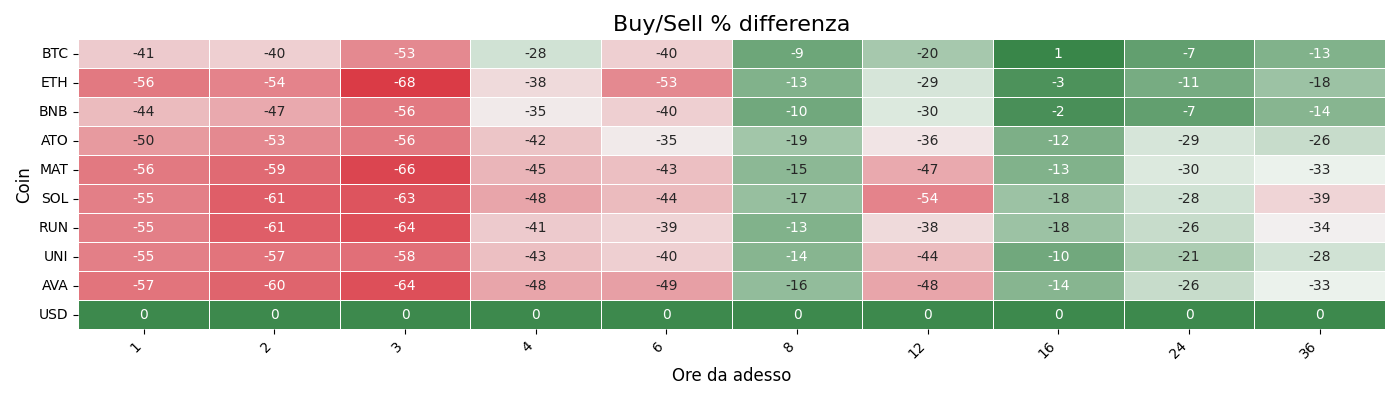 Buy/Sell % differenza
Coin
BTC -41 -40 -53 -28 -40 -9 -20 1 -7 -13
ETH -56 -54 -68 -38 -53 -13 -29 -3 -11 -18
BNB -44 -47 -56 -35 -40 -10 -30 -2 -7 -14
ATO -50 -53 -56 -42 -35 -19 -36 -12 -29 -26
MAT -56 -59 -66 -45 -43 -15 -47 -13 -30 -33
SOL -55 -61 -63 -48 -44 -17 -54 -18 -28 -39
RUN -55 -61 -64 -41 -39 -13 -38 -18 -26 -34
UNI -55 -57 -58 -43 -40 -14 -44 -10 -21 -28
AVA -57 -60 -64 -48 -49 -16 -48 -14 -26 -33
USD 0 0 0 0 0 0 0 0 0 0
1 2 3 4 6 8 12 16 24 36
Ore da adesso